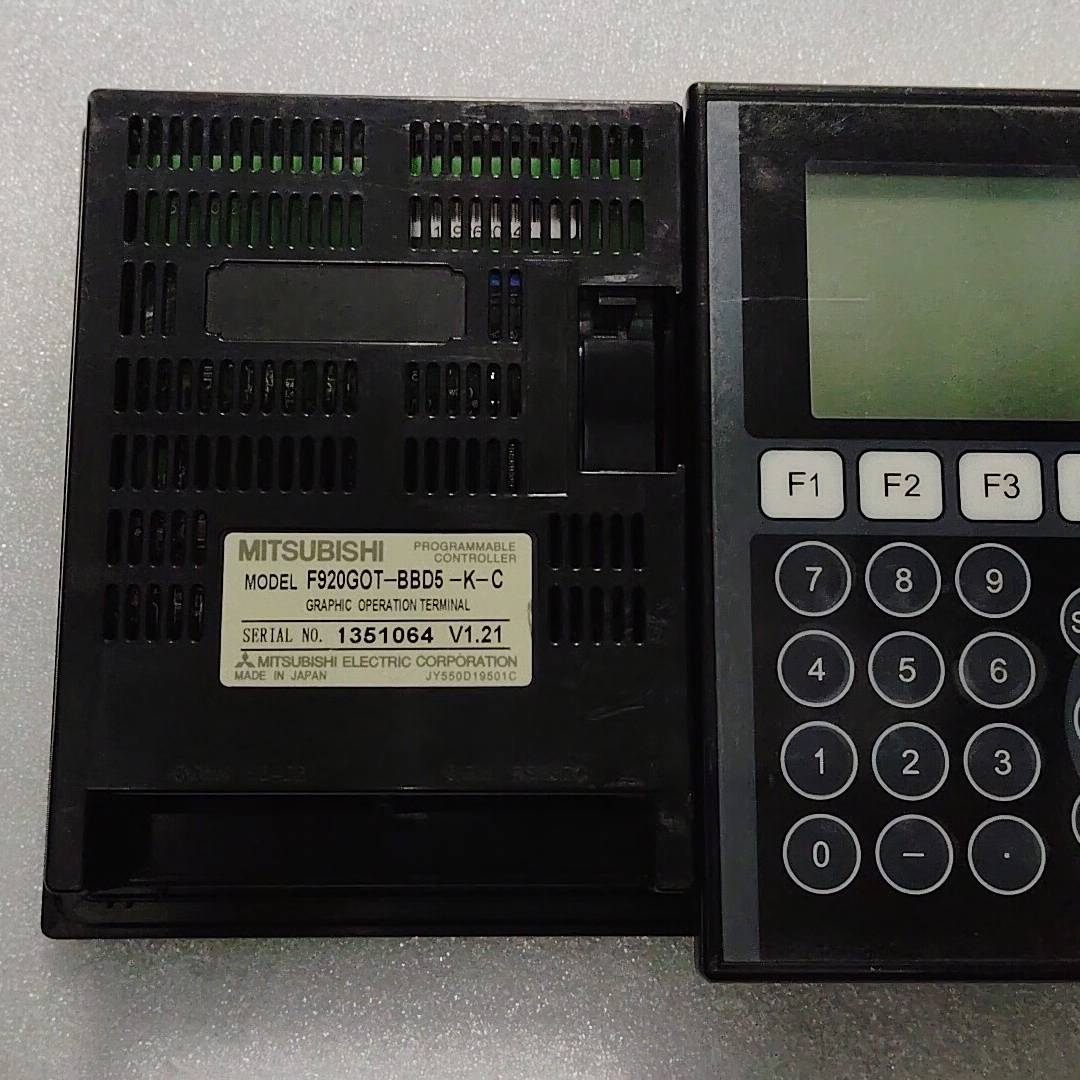 MITSUBISHI PROGRAMMABLE CONTROLLER
MODEL F920GOT-BBD5 -K-C
GRAPHIC OPERATION TERMINAL
SERIAL NO. 1351064 V1.21
MITSUBISHI ELECTRIC CORPORATION
MADE IN JAPAN JY550D19501C
F1 F2 F3
7 8 9
4 5 6
1 2 3
0 – ·